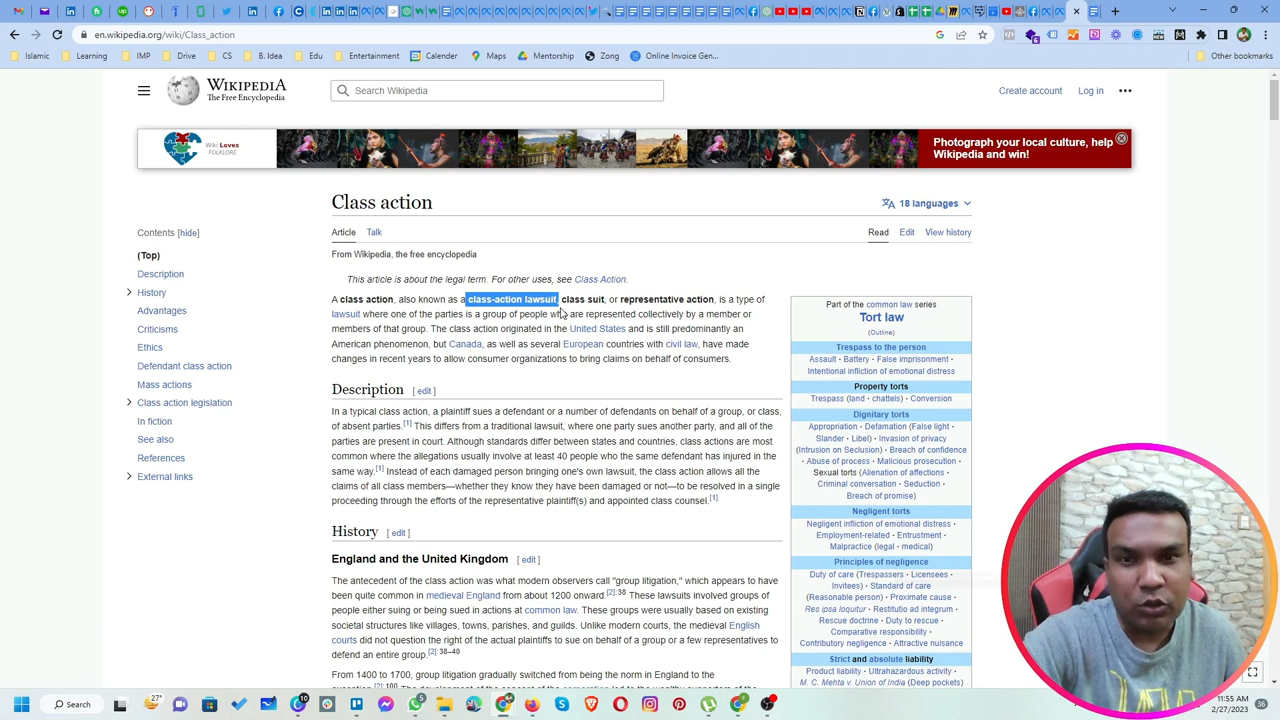 en.wikipedia.org/wiki/Class_action
Islamic
Learning
IMP
Drive
CS
B. Idea
Edu
Calender
Maps
Mentorship
Zong
Online Invoice Gen...
Other bookmarks
WIKIPEDIA
The Free Encyclopedia
Search Wikipedia
Create account
Log in
Wiki Loves
FOLKLORE
Photograph your local culture, help
Wikipedia and win!
Class action
18 languages
Contents [hide]
(Top)
Description
History
Advantages
Criticisms
Ethics
Defendant class action
Mass actions
Class action legislation
In fiction
See also
References
External links
Article
Talk
Read
Edit
View history
From Wikipedia, the free encyclopedia
This article is about the legal term. For other uses, see Class Action.
A class action, also known as a class-action lawsuit, class suit, or representative action, is a type of
lawsuit where one of the parties is a group of people who are represented collectively by a member or
members of that group. The class action originated in the United States and is still predominantly an
American phenomenon, but Canada, as well as several European countries with civil law, have made
changes in recent years to allow consumer organizations to bring claims on behalf of consumers.
Description [ edit ]
In a typical class action, a plaintiff sues a defendant or a number of defendants on behalf of a group, or class,
of absent parties.[1] This differs from a traditional lawsuit, where one party sues another party, and all of the
parties are present in court. Although standards differ between states and countries, class actions are most
common where the allegations usually involve at least 40 people who the same defendant has injured in the
same way.[1] Instead of each damaged person bringing one's own lawsuit, the class action allows all the
claims of all class members—whether they know they have been damaged or not—to be resolved in a single
proceeding through the efforts of the representative plaintiff(s) and appointed class counsel.[1]
History [ edit ]
England and the United Kingdom [ edit ]
The antecedent of the class action was what modern observers call "group litigation," which appears to have
been quite common in medieval England from about 1200 onward.[2]:38 These lawsuits involved groups of
people either suing or being sued in actions at common law. These groups were usually based on existing
societal structures like villages, towns, parishes, and guilds. Unlike modern courts, the medieval English
courts did not question the right of the actual plaintiffs to sue on behalf of a group or a few representatives to
defend an entire group.[2]:38–40
From 1400 to 1700, group litigation gradually switched from being the norm in England to the
Part of the common law series
Tort law
(Outline)
Trespass to the person
Assault · Battery · False imprisonment ·
Intentional infliction of emotional distress
Property torts
Trespass (land · chattels) · Conversion
Dignitary torts
Appropriation · Defamation (False light ·
Slander · Libel) · Invasion of privacy
(Intrusion on Seclusion) · Breach of confidence
· Abuse of process · Malicious prosecution ·
Sexual torts (Alienation of affections ·
Criminal conversation · Seduction ·
Breach of promise)
Negligent torts
Negligent infliction of emotional distress ·
Employment-related · Entrustment ·
Malpractice (legal · medical)
Principles of negligence
Duty of care (Trespassers · Licensees ·
Invitees) · Standard of care
(Reasonable person) · Proximate cause ·
Res ipsa loquitur · Restitutio ad integrum ·
Rescue doctrine · Duty to rescue ·
Comparative responsibility ·
Contributory negligence · Attractive nuisance
Strict and absolute liability
Product liability · Ultrahazardous activity ·
M. C. Mehta v. Union of India (Deep pockets)
Search
11:55 AM
2/27/2023